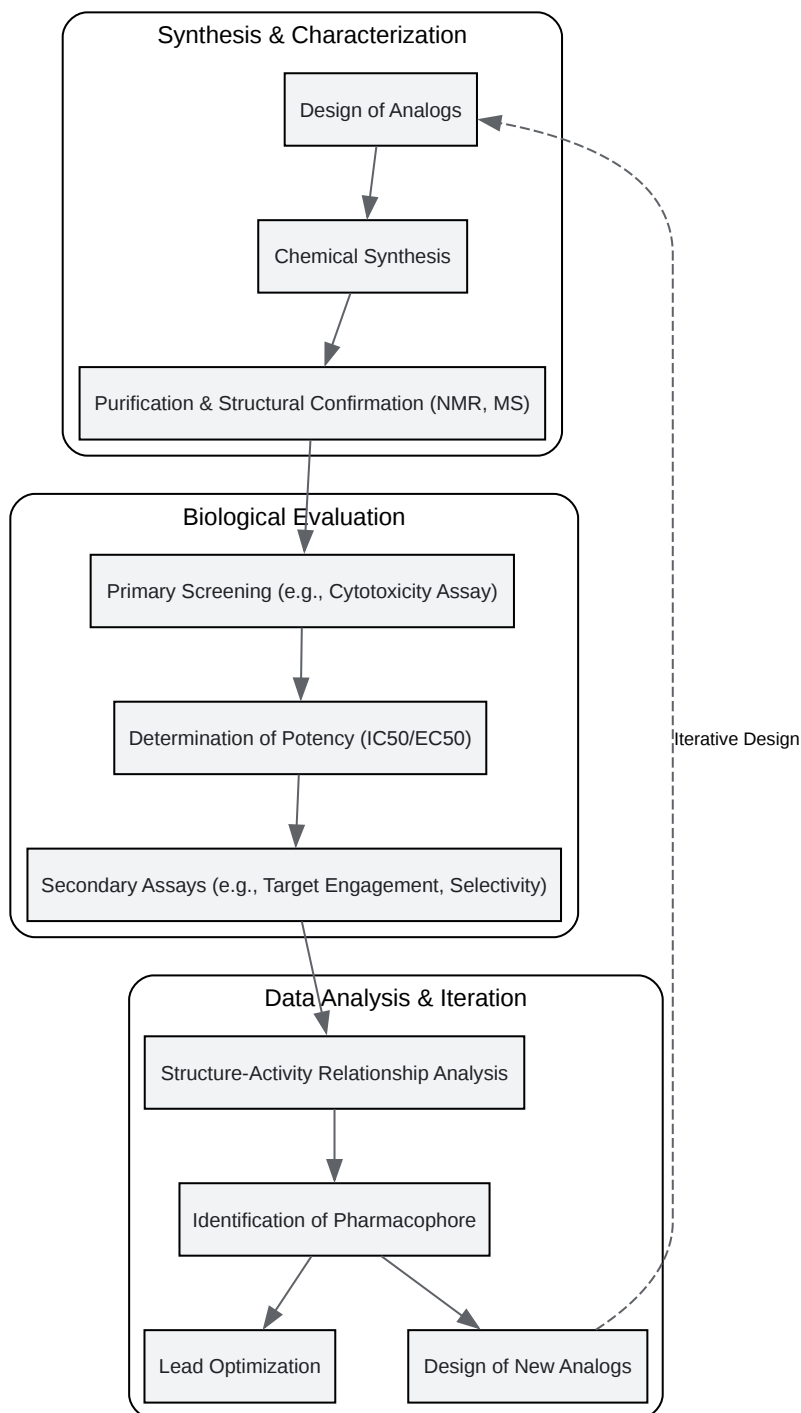 Synthesis & Characterization
Design of Analogs
Chemical Synthesis
Purification & Structural Confirmation (NMR, MS)
Biological Evaluation
Primary Screening (e.g., Cytotoxicity Assay)
Determination of Potency (IC50/EC50)
Iterative Design
Secondary Assays (e.g., Target Engagement, Selectivity)
Data Analysis & Iteration
Structure-Activity Relationship Analysis
Identification of Pharmacophore
Lead Optimization
Design of New Analogs